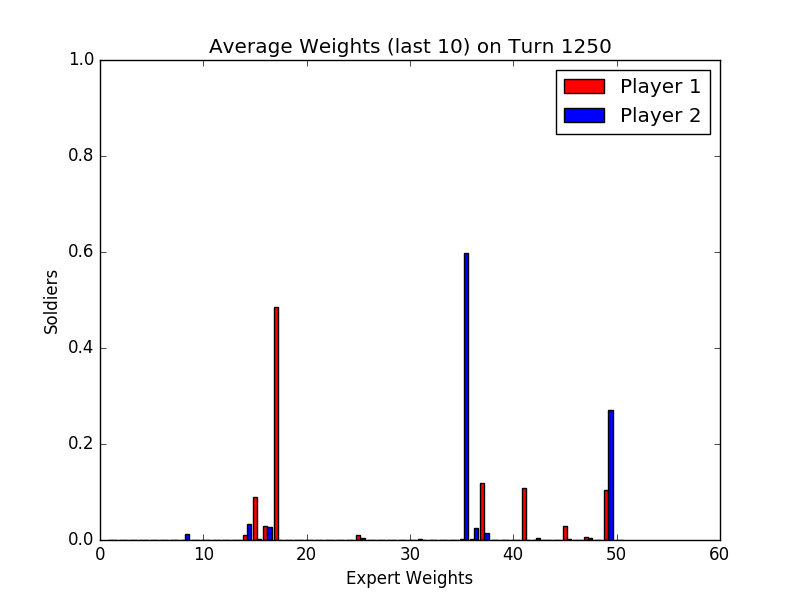 Average Weights (last 10) on Turn 1250
1.0
0.8
0.6
0.4
0.2
0.0
Soldiers
Player 1
Player 2
0 10 20 30 40 50 60
Expert Weights